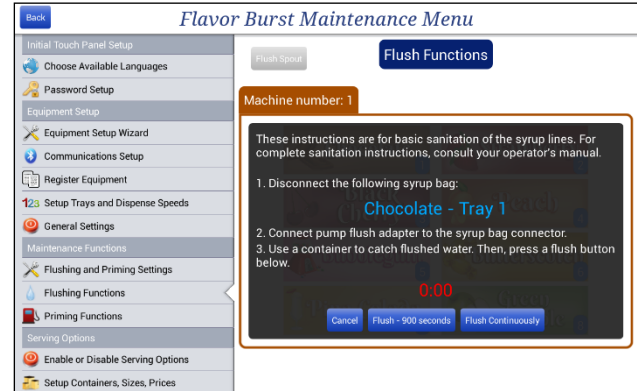 Back
Flavor Burst Maintenance Menu
Initial Touch Panel Setup
Choose Available Languages
Password Setup
Equipment Setup
Equipment Setup Wizard
Communications Setup
Register Equipment
123 Setup Trays and Dispense Speeds
General Settings
Maintenance Functions
Flushing and Priming Settings
Flushing Functions
Priming Functions
Serving Options
Enable or Disable Serving Options
Setup Containers, Sizes, Prices
Flush Spout
Flush Functions
Machine number: 1
These instructions are for basic sanitation of the syrup lines. For
complete sanitation instructions, consult your operator's manual.
1. Disconnect the following syrup bag:
Chocolate - Tray 1
2. Connect pump flush adapter to the syrup bag connector.
3. Use a container to catch flushed water. Then, press a flush button
below.
0:00
Cancel
Flush - 900 seconds
Flush Continuously